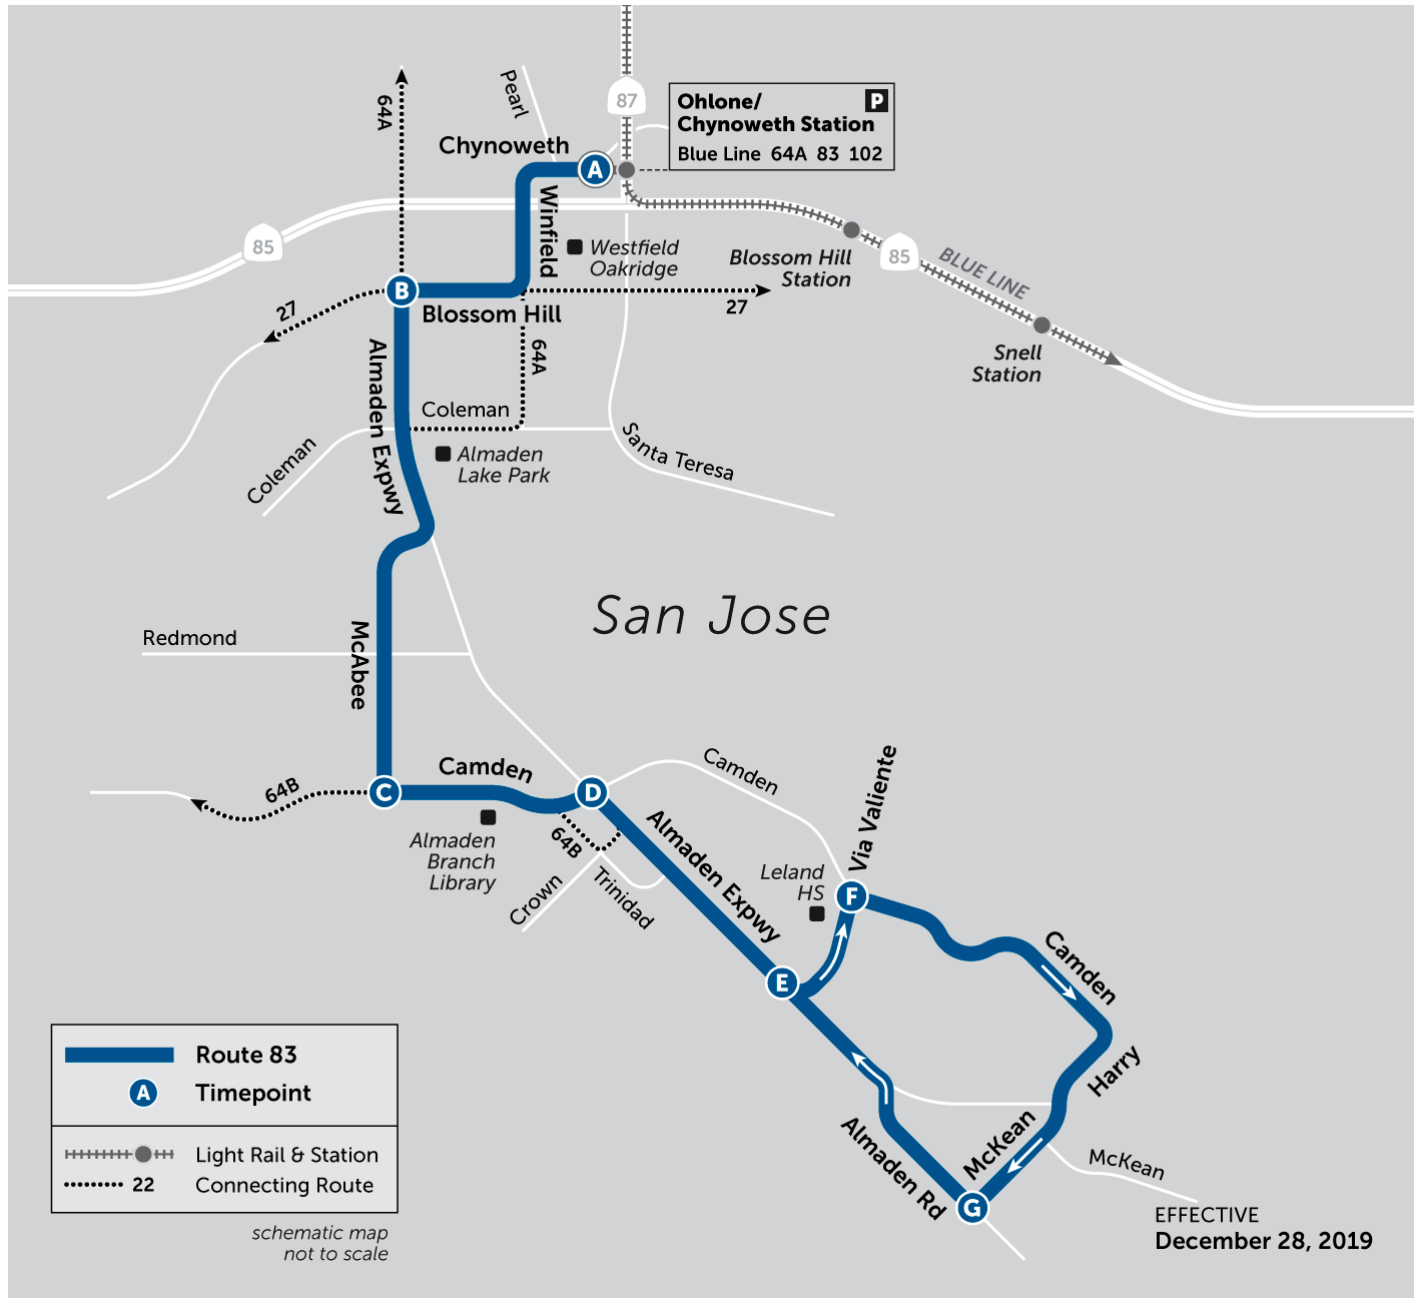 64A
Pearl
87
Ohlone/
Chynoweth Station
P
Blue Line 64A 83 102
Chynoweth
A
Winfield
85
Westfield
Oakridge
Blossom Hill
Station
85
BLUE LINE
B
27
Blossom Hill
27
64A
Snell
Station
Almaden Expwy
Coleman
Coleman
Almaden
Lake Park
Santa Teresa
San Jose
Redmond
McAbee
C
64B
Camden
D
Camden
Almaden
Branch
Library
64B
Crown
Trinidad
Almaden Expwy
Via Valiente
Leland
HS
F
E
Camden
Harry
McKean
McKean
Almaden Rd
G
Route 83
A
Timepoint
Light Rail & Station
22
Connecting Route
schematic map
not to scale
EFFECTIVE
December 28, 2019